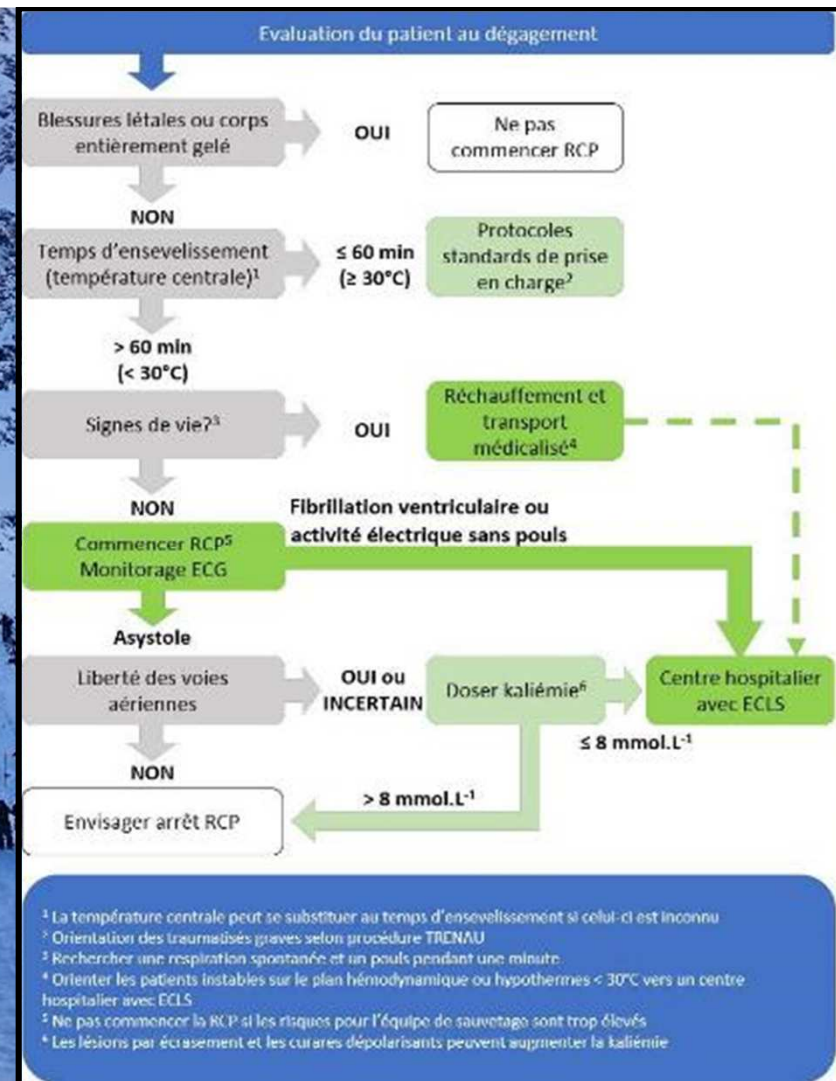 Evaluation du patient au dégagement
Blessures létales ou corps
entièrement gelé
OUI
Ne pas
commencer RCP
NON
Temps d'ensevelissement
(température centrale)¹
≤ 60 min
(≥ 30°C)
Protocoles
standards de prise
en charge²
> 60 min
(< 30°C)
Signes de vie?³
OUI
Réchauffement et
transport
médicalisé⁴
NON
Fibrillation ventriculaire ou
activité électrique sans pouls
Commencer RCP⁵
Monitorage ECG
Asystole
Liberté des voies
aériennes
OUI ou
INCERTAIN
Doser kaliémie⁶
Centre hospitalier
avec ECLS
≤ 8 mmol.L⁻¹
NON
> 8 mmol.L⁻¹
Envisager arrêt RCP
¹ La température centrale peut se substituer au temps d'ensevelissement si celui-ci est inconnu
² Orientation des traumatisés graves selon procédure TRENAU
³ Rechercher une respiration spontanée et un pouls pendant une minute
⁴ Orienter les patients instables sur le plan hémodynamique ou hypothermes < 30°C vers un centre
hospitalier avec ECLS
⁵ Ne pas commencer la RCP si les risques pour l'équipe de sauvetage sont trop élevés
⁶ Les lésions par écrasement et les curares dépolarisants peuvent augmenter la kaliémie